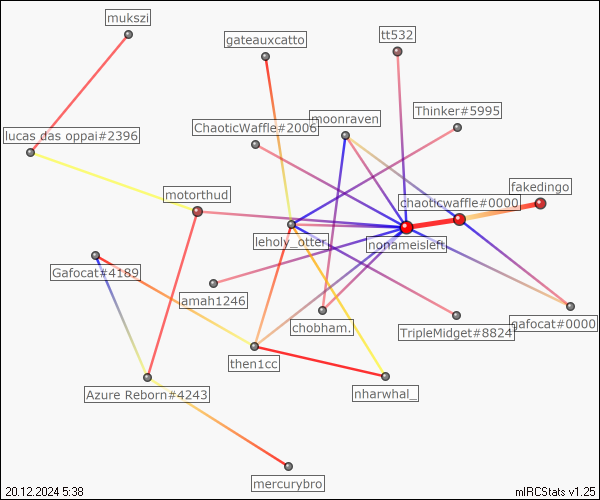 mukszi
gateauxcatto
tt532
Thinker#5995
moonraven
ChaoticWaffle#2006
lucas das oppai#2396
motorthud
fakedingo
chaoticwaffle#0000
leholy_otter
nonameisleft
Gafocat#4189
amah1246
chobham.
TripleMidget#8824
gafocat#0000
then1cc
Azure Reborn#4243
nharwhal_
mercurybro
20.12.2024 5:38
mIRCStats v1.25